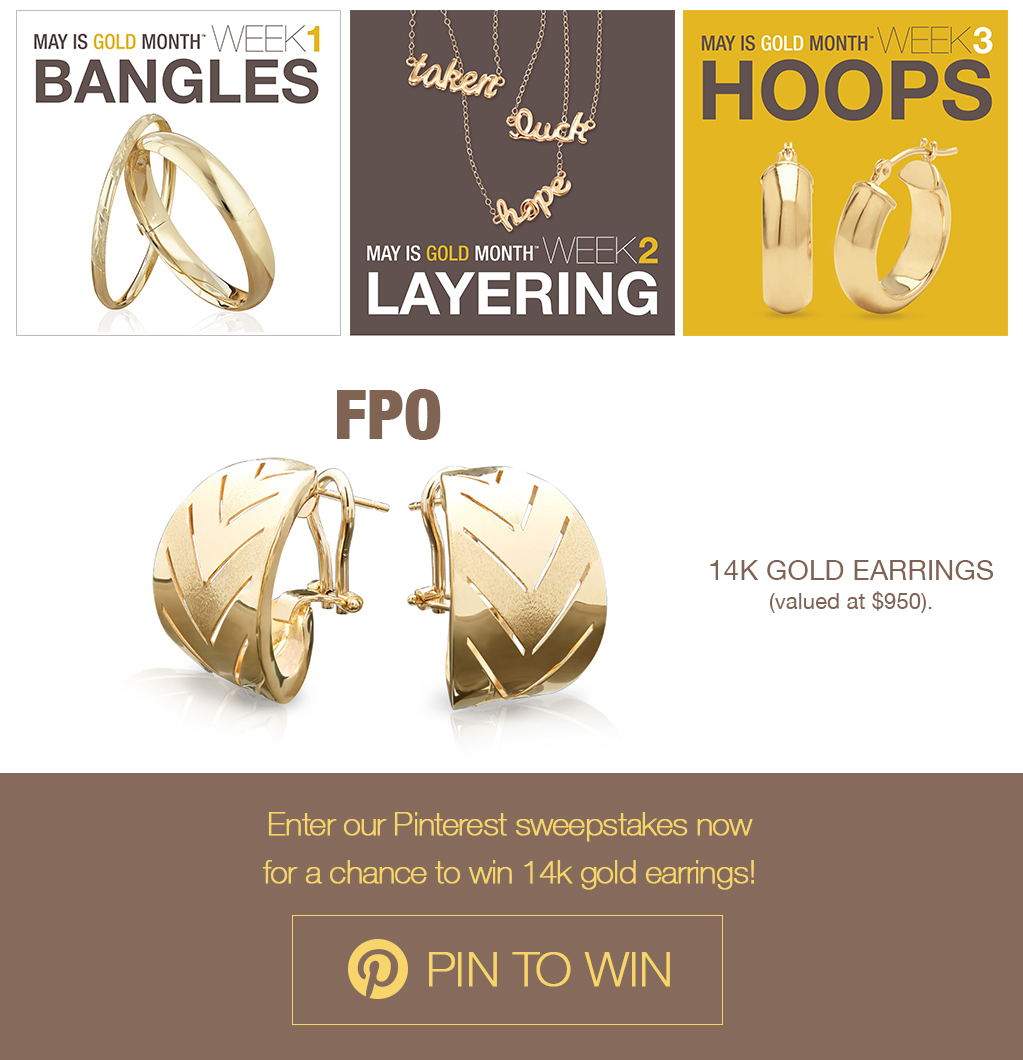 MAY IS GOLD MONTH™ WEEK1
BANGLES
taken
luck
hope
MAY IS GOLD MONTH™ WEEK2
LAYERING
MAY IS GOLD MONTH™ WEEK3
HOOPS
FPO
14K GOLD EARRINGS
(valued at $950).
Enter our Pinterest sweepstakes now
for a chance to win 14k gold earrings!
PIN TO WIN